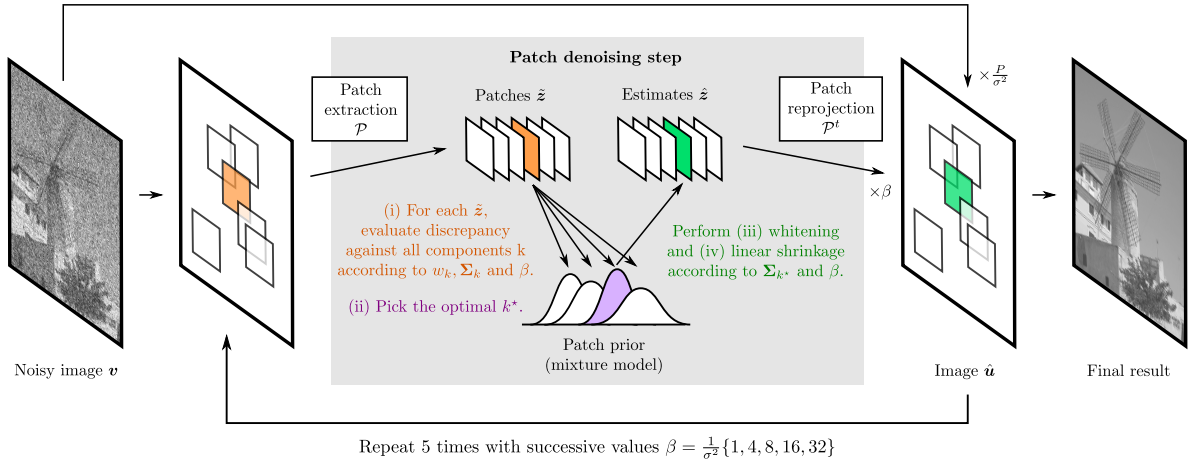 Patch denoising step
Patch
extraction
𝒫
Patches z̃
Estimates ẑ
Patch
reprojection
𝒫ᵗ
× P/σ²
×β
(i) For each z̃,
evaluate discrepancy
against all components k
according to wₖ, Σₖ and β.
(ii) Pick the optimal k⋆.
Perform (iii) whitening
and (iv) linear shrinkage
according to Σₖ⋆ and β.
Patch prior
(mixture model)
Noisy image v
Image û
Final result
Repeat 5 times with successive values β = 1/σ² {1, 4, 8, 16, 32}